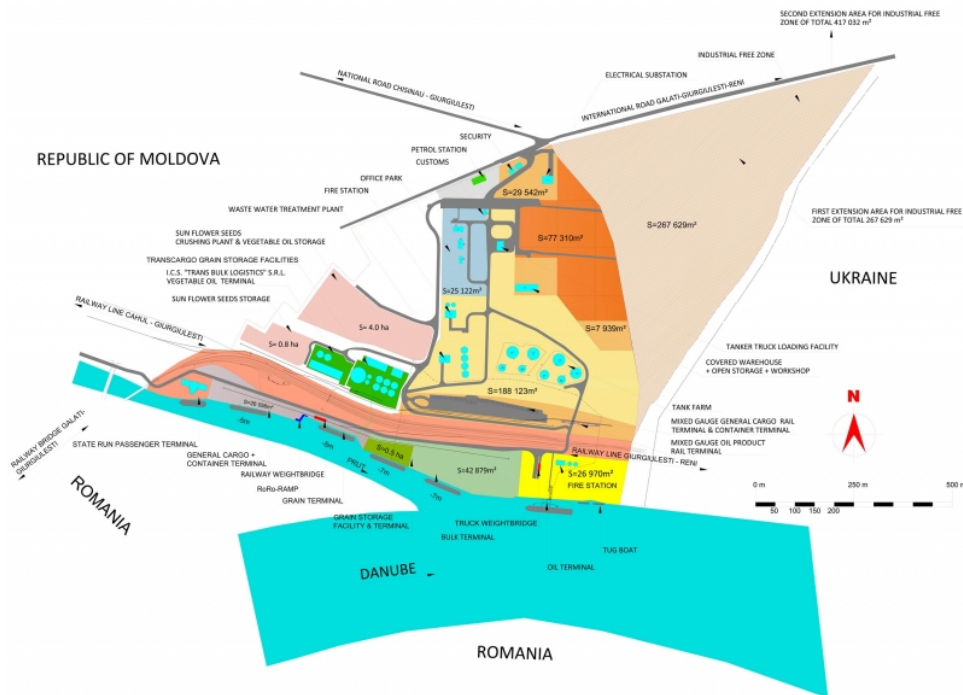 SECOND EXTENSION AREA FOR INDUSTRIAL FREE
ZONE OF TOTAL 417 032 m²
INDUSTRIAL FREE ZONE
ELECTRICAL SUBSTATION
NATIONAL ROAD CHISINAU - GIURGIULESTI
INTERNATIONAL ROAD GALATI-GIURGIULESTI-RENI
SECURITY
PETROL STATION
CUSTOMS
REPUBLIC OF MOLDOVA
OFFICE PARK
FIRE STATION
WASTE WATER TREATMENT PLANT
S=29 542m²
S=267 629m²
FIRST EXTENSION AREA FOR INDUSTRIAL FREE
ZONE OF TOTAL 267 629 m²
SUN FLOWER SEEDS
CRUSHING PLANT & VEGETABLE OIL STORAGE
S=77 310m²
TRANSCARGO GRAIN STORAGE FACILITIES
I.C.S. "TRANS BULK LOGISTICS" S.R.L.
VEGETABLE OIL TERMINAL
UKRAINE
SUN FLOWER SEEDS STORAGE
S=25 122m²
RAILWAY LINE CAHUL - GIURGIULESTI
S= 4.0 ha
S=7 939m²
S= 0.8 ha
TANKER TRUCK LOADING FACILITY
COVERED WAREHOUSE
+ OPEN STORAGE + WORKSHOP
S=188 123m²
N
TANK FARM
MIXED GAUGE GENERAL CARGO RAIL
TERMINAL & CONTAINER TERMINAL
MIXED GAUGE OIL PRODUCT
RAIL TERMINAL
-5m
-5m
RAILWAY BRIDGE GALATI-
GIURGIULESTI
STATE RUN PASSENGER TERMINAL
GENERAL CARGO +
CONTAINER TERMINAL
S=0.5 ha
RAILWAY LINE GIURGIULESTI - RENI
PRUT
-7m
S=42 879m²
S=26 970m²
FIRE STATION
RAILWAY WEIGHTBRIDGE
RoRo-RAMP
GRAIN TERMINAL
-7m
0 m
250 m
500 m
50 100 150 200
ROMANIA
GRAIN STORAGE
FACILITY & TERMINAL
TRUCK WEIGHTBRIDGE
BULK TERMINAL
TUG BOAT
OIL TERMINAL
DANUBE
ROMANIA